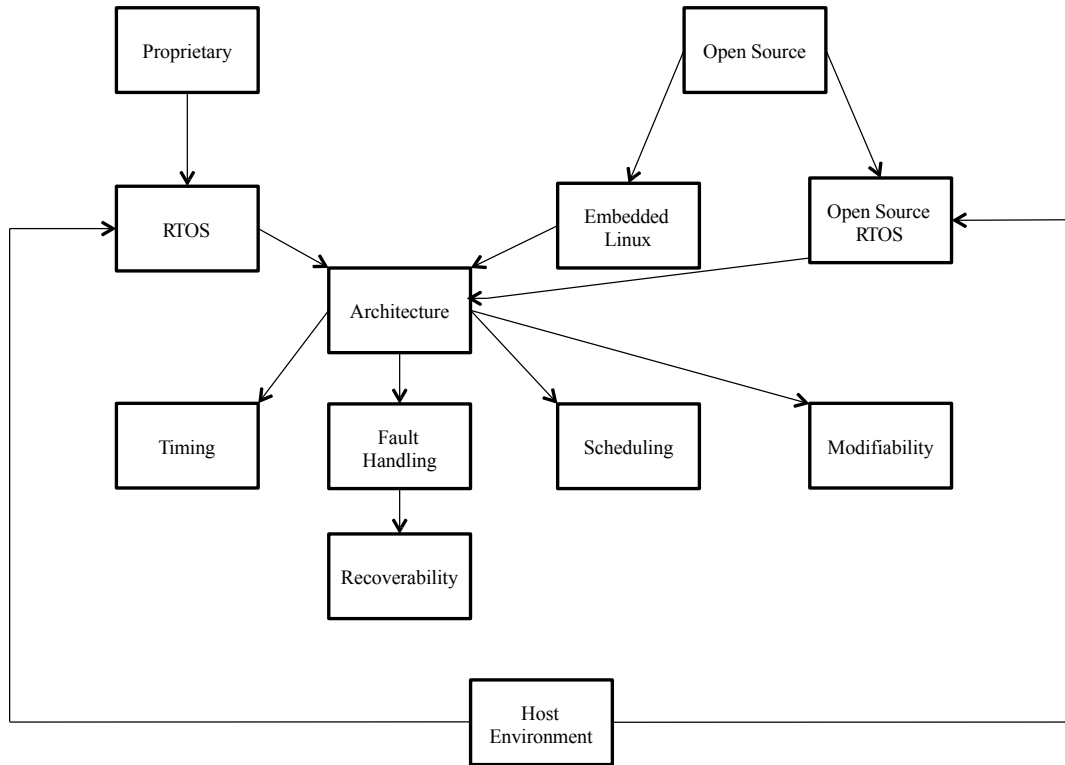 Proprietary
Open Source
RTOS
Embedded
Linux
Open Source
RTOS
Architecture
Timing
Fault
Handling
Scheduling
Modifiability
Recoverability
Host
Environment